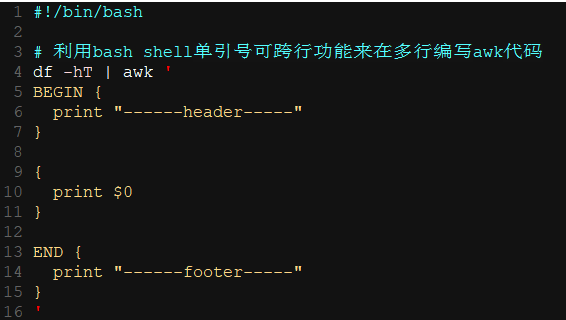 1 #!/bin/bash
2
3 # 利用bash shell单引号可跨行功能来在多行编写awk代码
4 df -hT | awk '
5 BEGIN {
6   print "------header-----"
7 }
8
9 {
10   print $0
11 }
12
13 END {
14   print "------footer-----"
15 }
16 '